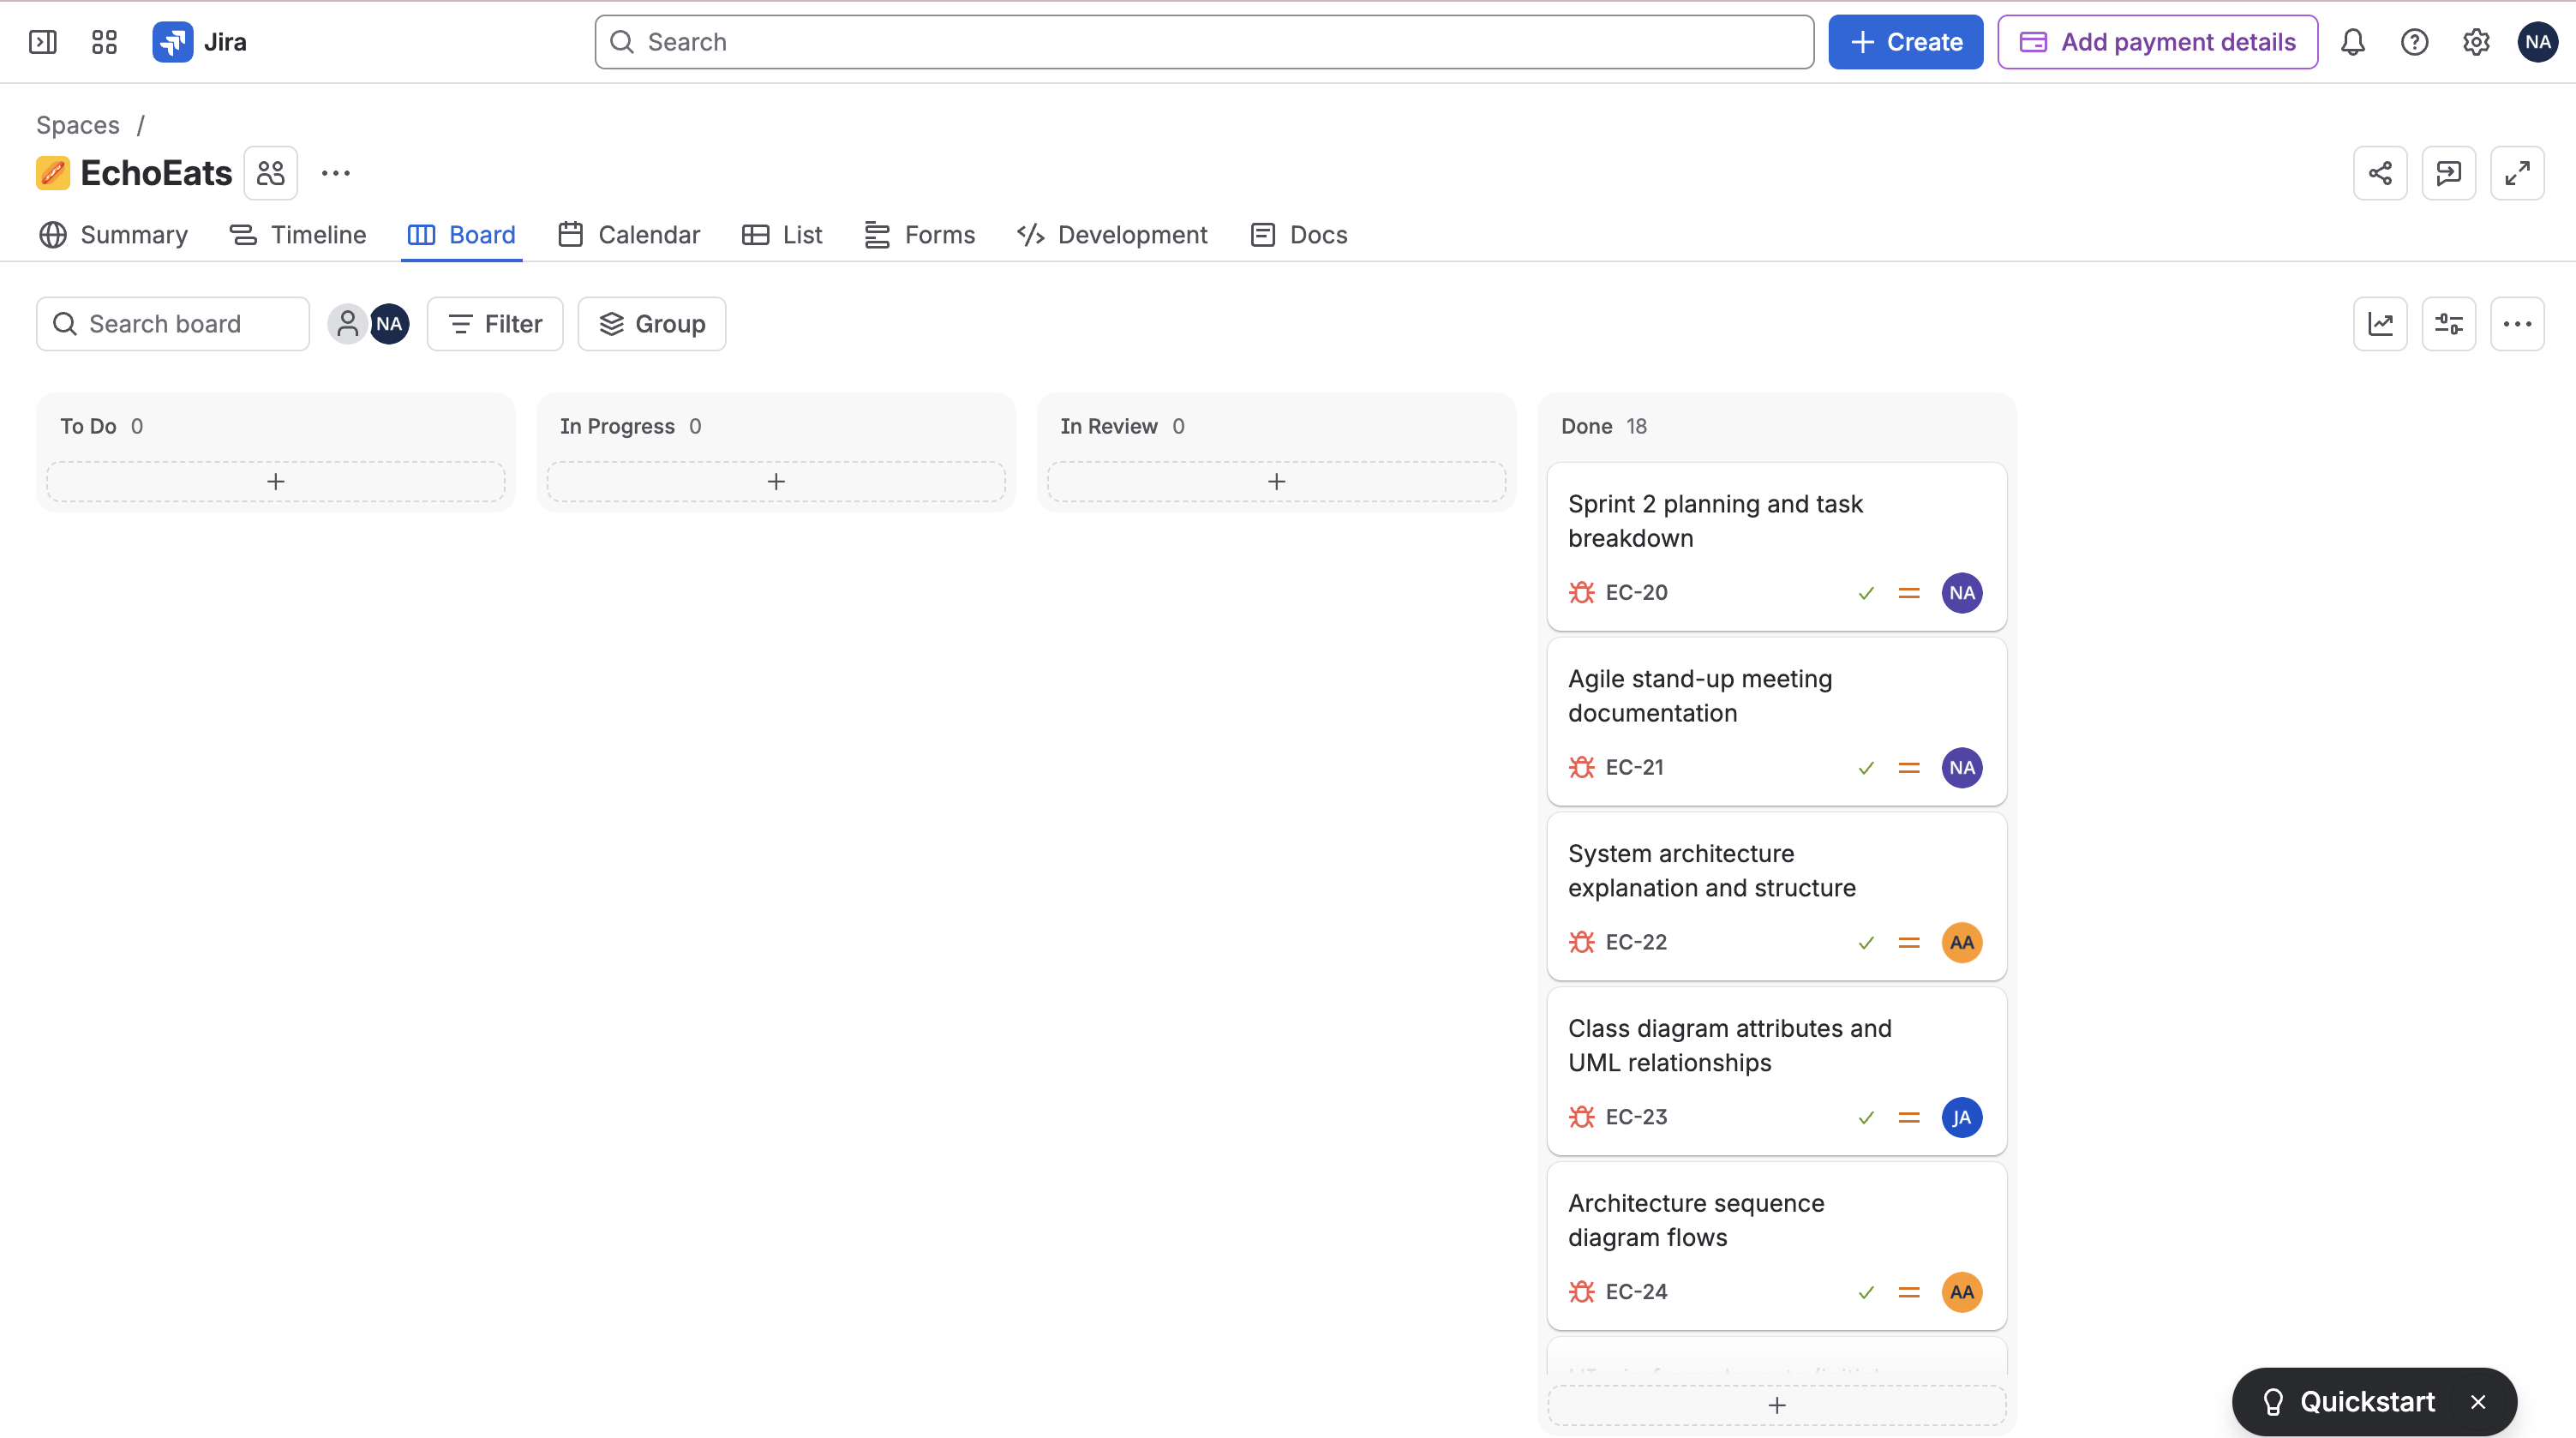 Jira
Search
Create
Add payment details
NA
Spaces /
EchoEats
Summary
Timeline
Board
Calendar
List
Forms
Development
Docs
Search board
NA
Filter
Group
To Do 0
In Progress 0
In Review 0
Done 18
Sprint 2 planning and task
breakdown
EC-20
NA
Agile stand-up meeting
documentation
EC-21
NA
System architecture
explanation and structure
EC-22
AA
Class diagram attributes and
UML relationships
EC-23
JA
Architecture sequence
diagram flows
EC-24
AA
Quickstart